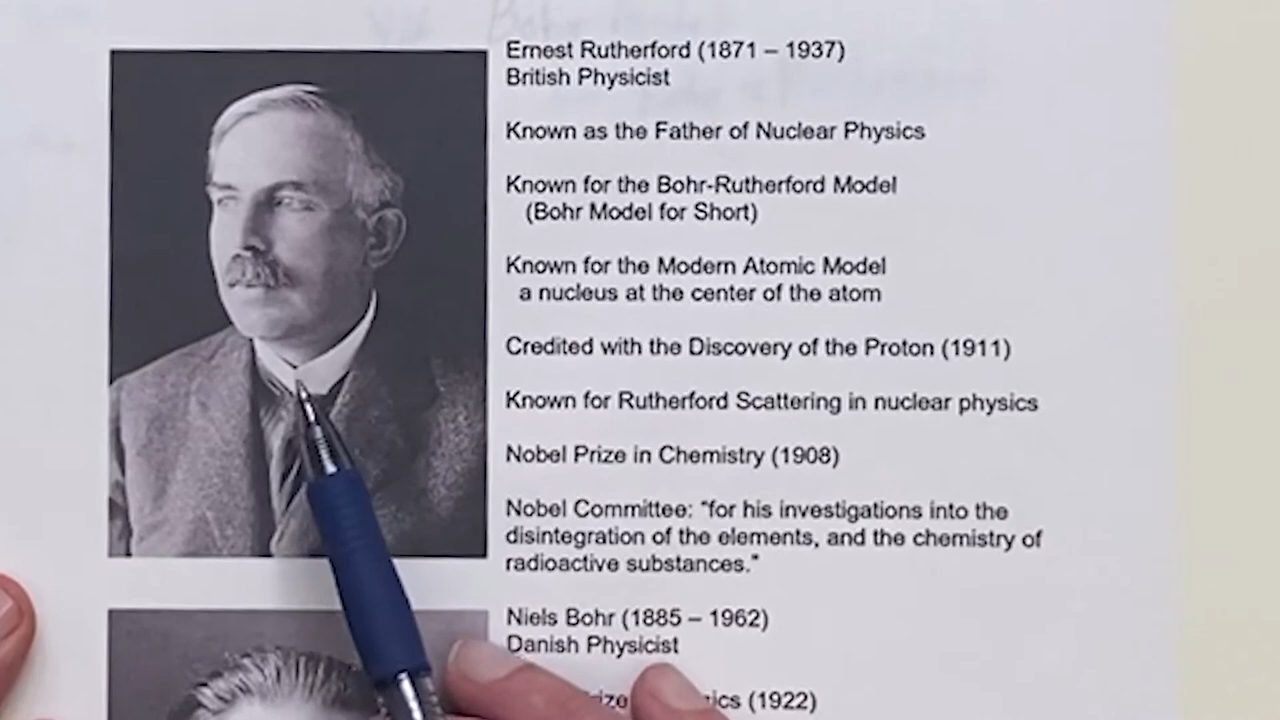 Ernest Rutherford (1871 – 1937)
British Physicist
Known as the Father of Nuclear Physics
Known for the Bohr-Rutherford Model
(Bohr Model for Short)
Known for the Modern Atomic Model
a nucleus at the center of the atom
Credited with the Discovery of the Proton (1911)
Known for Rutherford Scattering in nuclear physics
Nobel Prize in Chemistry (1908)
Nobel Committee: “for his investigations into the
disintegration of the elements, and the chemistry of
radioactive substances.”
Niels Bohr (1885 – 1962)
Danish Physicist
(1922)